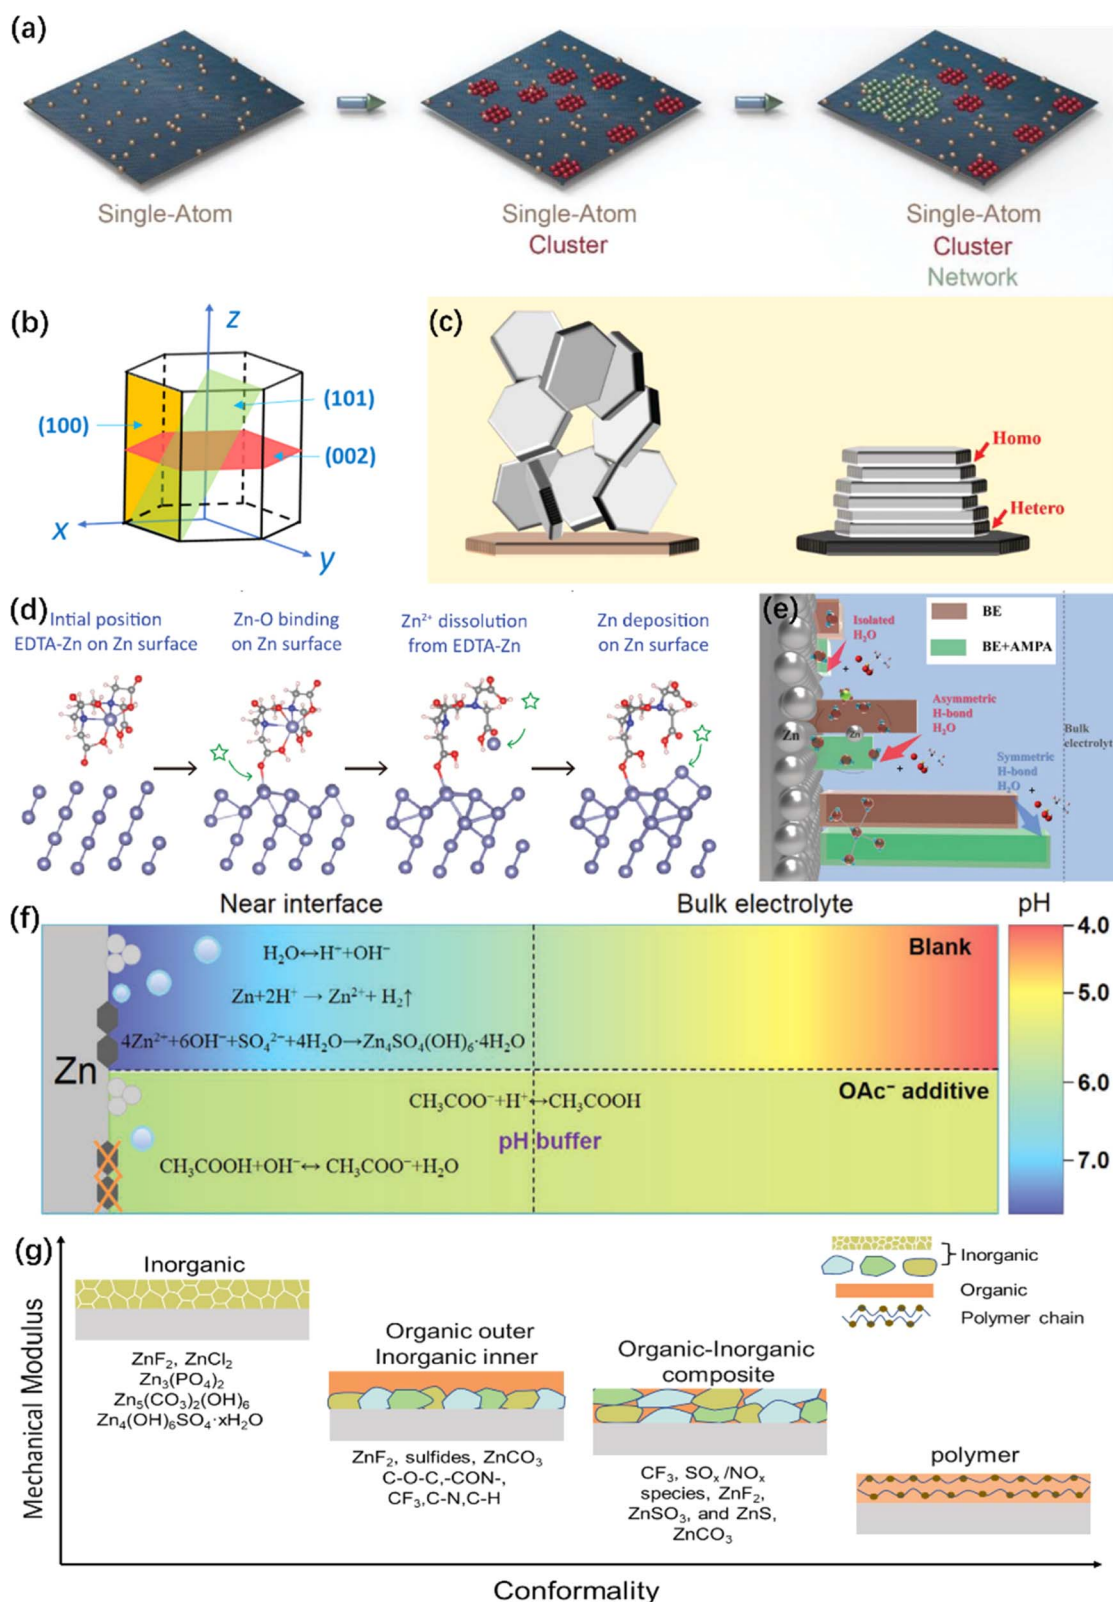 (a)
Single-Atom
Single-Atom
Cluster
Single-Atom
Cluster
Network
(b)
z
(100)
(101)
(002)
x
y
(c)
Homo
Hetero
(d)
Intial position
EDTA-Zn on Zn surface
Zn-O binding
on Zn surface
Zn²⁺ dissolution
from EDTA-Zn
Zn deposition
on Zn surface
(e)
Isolated
H₂O
BE
BE+AMPA
+
Asymmetric
H-bond
H₂O
Zn
Zn
+
Bulk
electrolyte
Symmetric
H-bond
H₂O
+
(f)
Near interface
Bulk electrolyte
pH
Blank
H₂O↔H⁺+OH⁻
Zn+2H⁺ → Zn²⁺+ H₂↑
4Zn²⁺+6OH⁻+SO₄²⁻+4H₂O→Zn₄SO₄(OH)₆·4H₂O
Zn
OAc⁻ additive
CH₃COO⁻+H⁺↔CH₃COOH
pH buffer
CH₃COOH+OH⁻↔ CH₃COO⁻+H₂O
4.0
5.0
6.0
7.0
(g)
Mechanical Modulus
Inorganic
ZnF₂, ZnCl₂
Zn₃(PO₄)₂
Zn₅(CO₃)₂(OH)₆
Zn₄(OH)₆SO₄·xH₂O
Organic outer
Inorganic inner
ZnF₂, sulfides, ZnCO₃
C-O-C,-CON-,
CF₃,C-N,C-H
Organic-Inorganic
composite
CF₃, SOₓ /NOₓ
species, ZnF₂,
ZnSO₃, and ZnS,
ZnCO₃
polymer
Inorganic
Organic
Polymer chain
Conformality